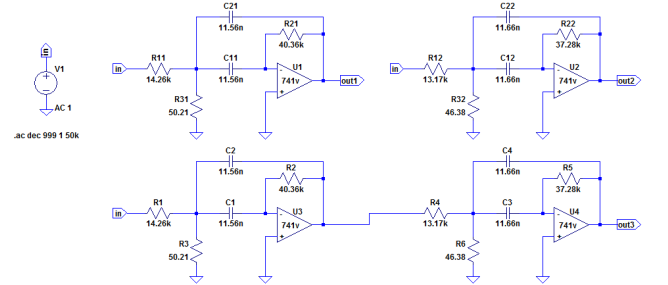 C21
11.56n
R21
40.36k
in
R11
14.26k
C11
11.56n
U1
741v
out1
R31
50.21
V1
AC 1
in
.ac dec 999 1 50k
C22
11.66n
R22
37.28k
in
R12
13.17k
C12
11.66n
U2
741v
out2
R32
46.38
C2
11.56n
R2
40.36k
in
R1
14.26k
C1
11.56n
U3
741v
R3
50.21
C4
11.66n
R5
37.28k
R4
13.17k
C3
11.66n
U4
741v
out3
R6
46.38